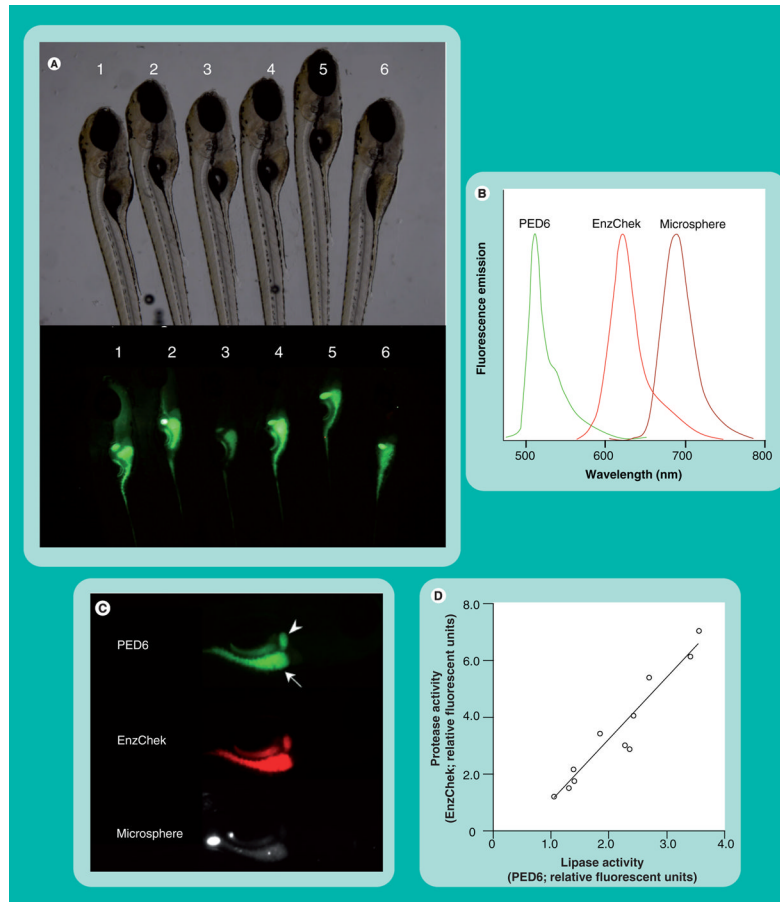 A
1 2 3 4 5 6
1 2 3 4 5 6
B
PED6 EnzChek Microsphere
Fluorescence emission
500 600 700 800
Wavelength (nm)
C
PED6
EnzChek
Microsphere
D
Protease activity
(EnzChek; relative fluorescent units)
8.0
6.0
4.0
2.0
0
0 1.0 2.0 3.0 4.0
Lipase activity
(PED6; relative fluorescent units)